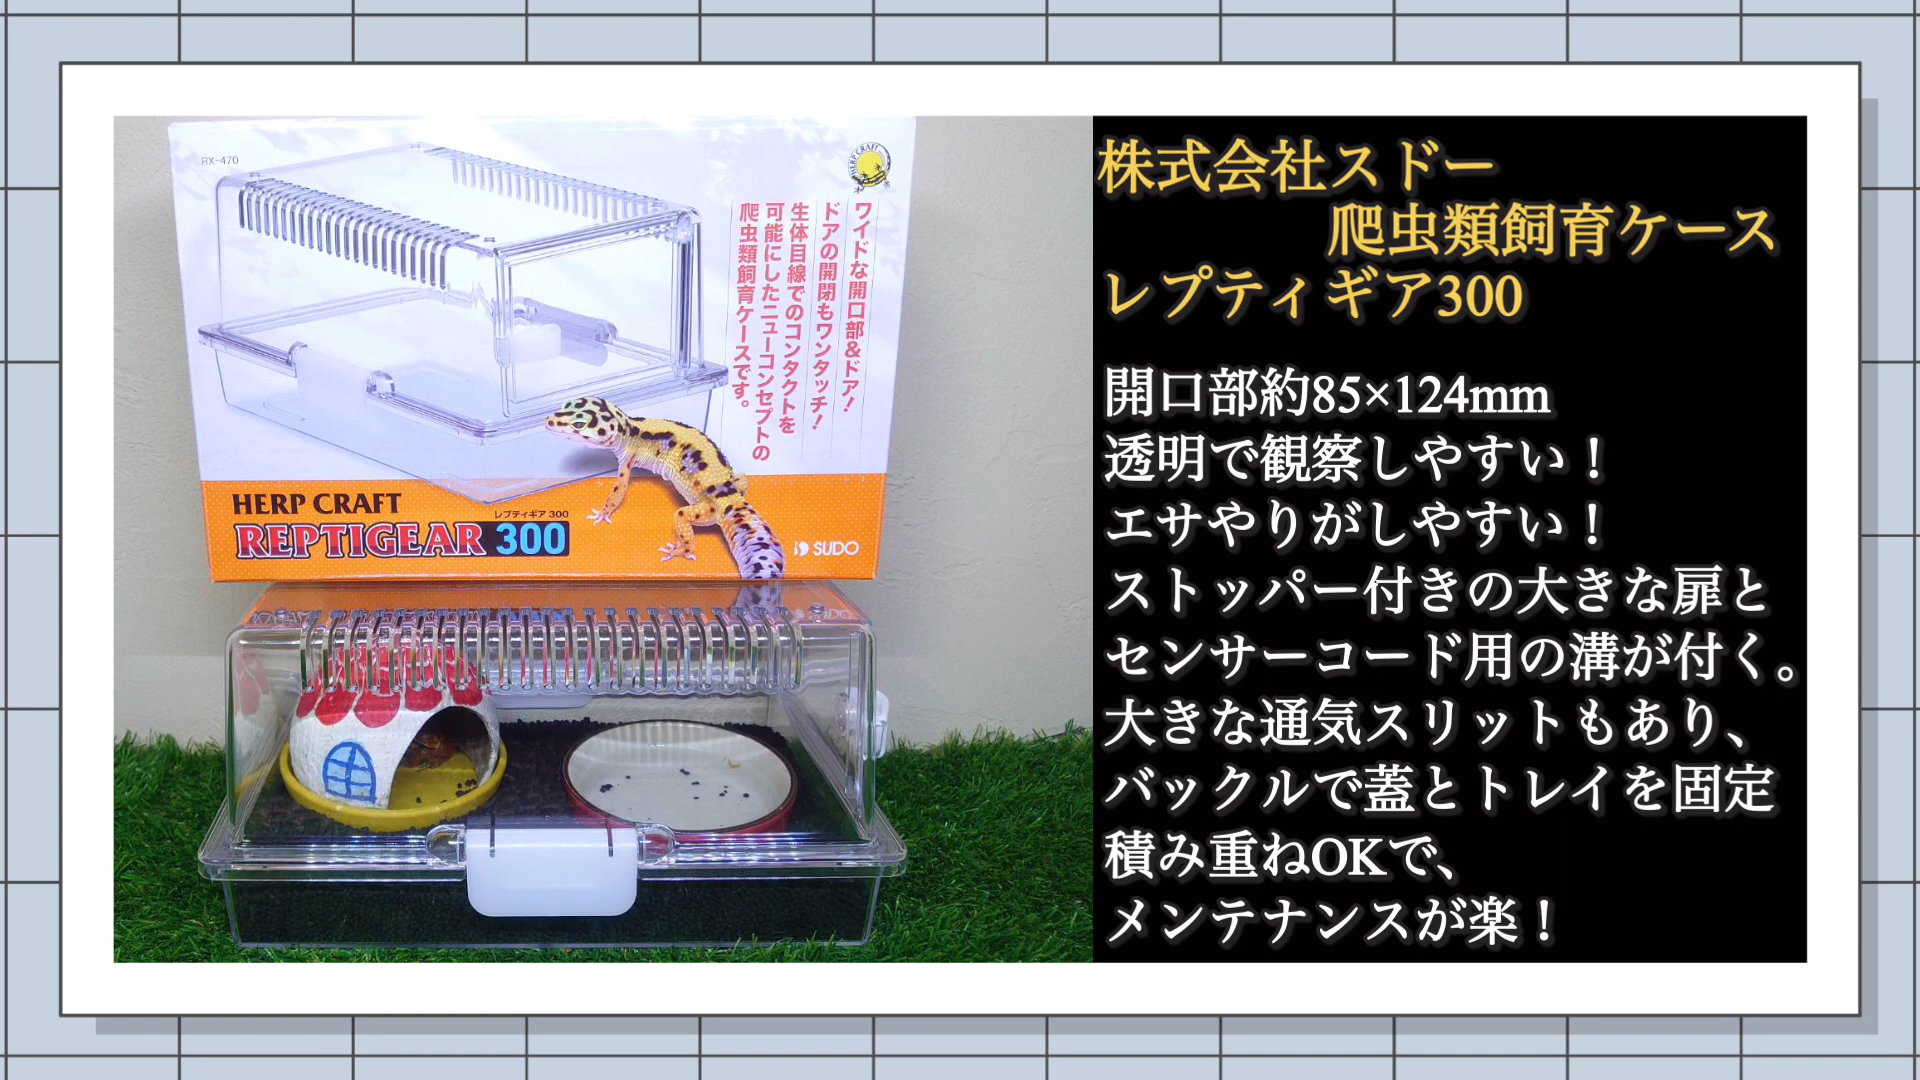 RX-470
HERP CRAFT
ワイドな開口部&ドア！
ドアの開閉もワンタッチ！
生体目線でのコンタクトを
可能にしたニューコンセプトの
爬虫類飼育ケースです。
HERP CRAFT
レプティギア 300
REPTIGEAR 300
SUDO
株式会社スドー
爬虫類飼育ケース
レプティギア300
開口部約85×124mm
透明で観察しやすい！
エサやりがしやすい！
ストッパー付きの大きな扉と
センサーコード用の溝が付く。
大きな通気スリットもあり、
バックルで蓋とトレイを固定
積み重ねOKで、
メンテナンスが楽！